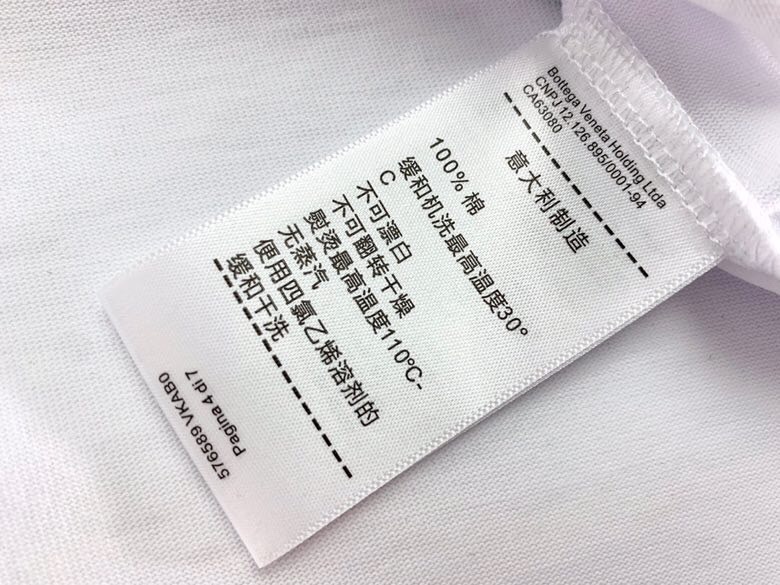 Bottega Veneta Holding Ltda
CNPJ 12.126.895/0001-94
CA63080
意大利制造
100% 棉
缓和机洗最高温度30°
C
不可漂白
不可翻转干燥
熨烫最高温度110°C-
无蒸汽
使用四氯乙烯溶剂的
缓和干洗
576589 VKAB0
Pagina 4 di 7